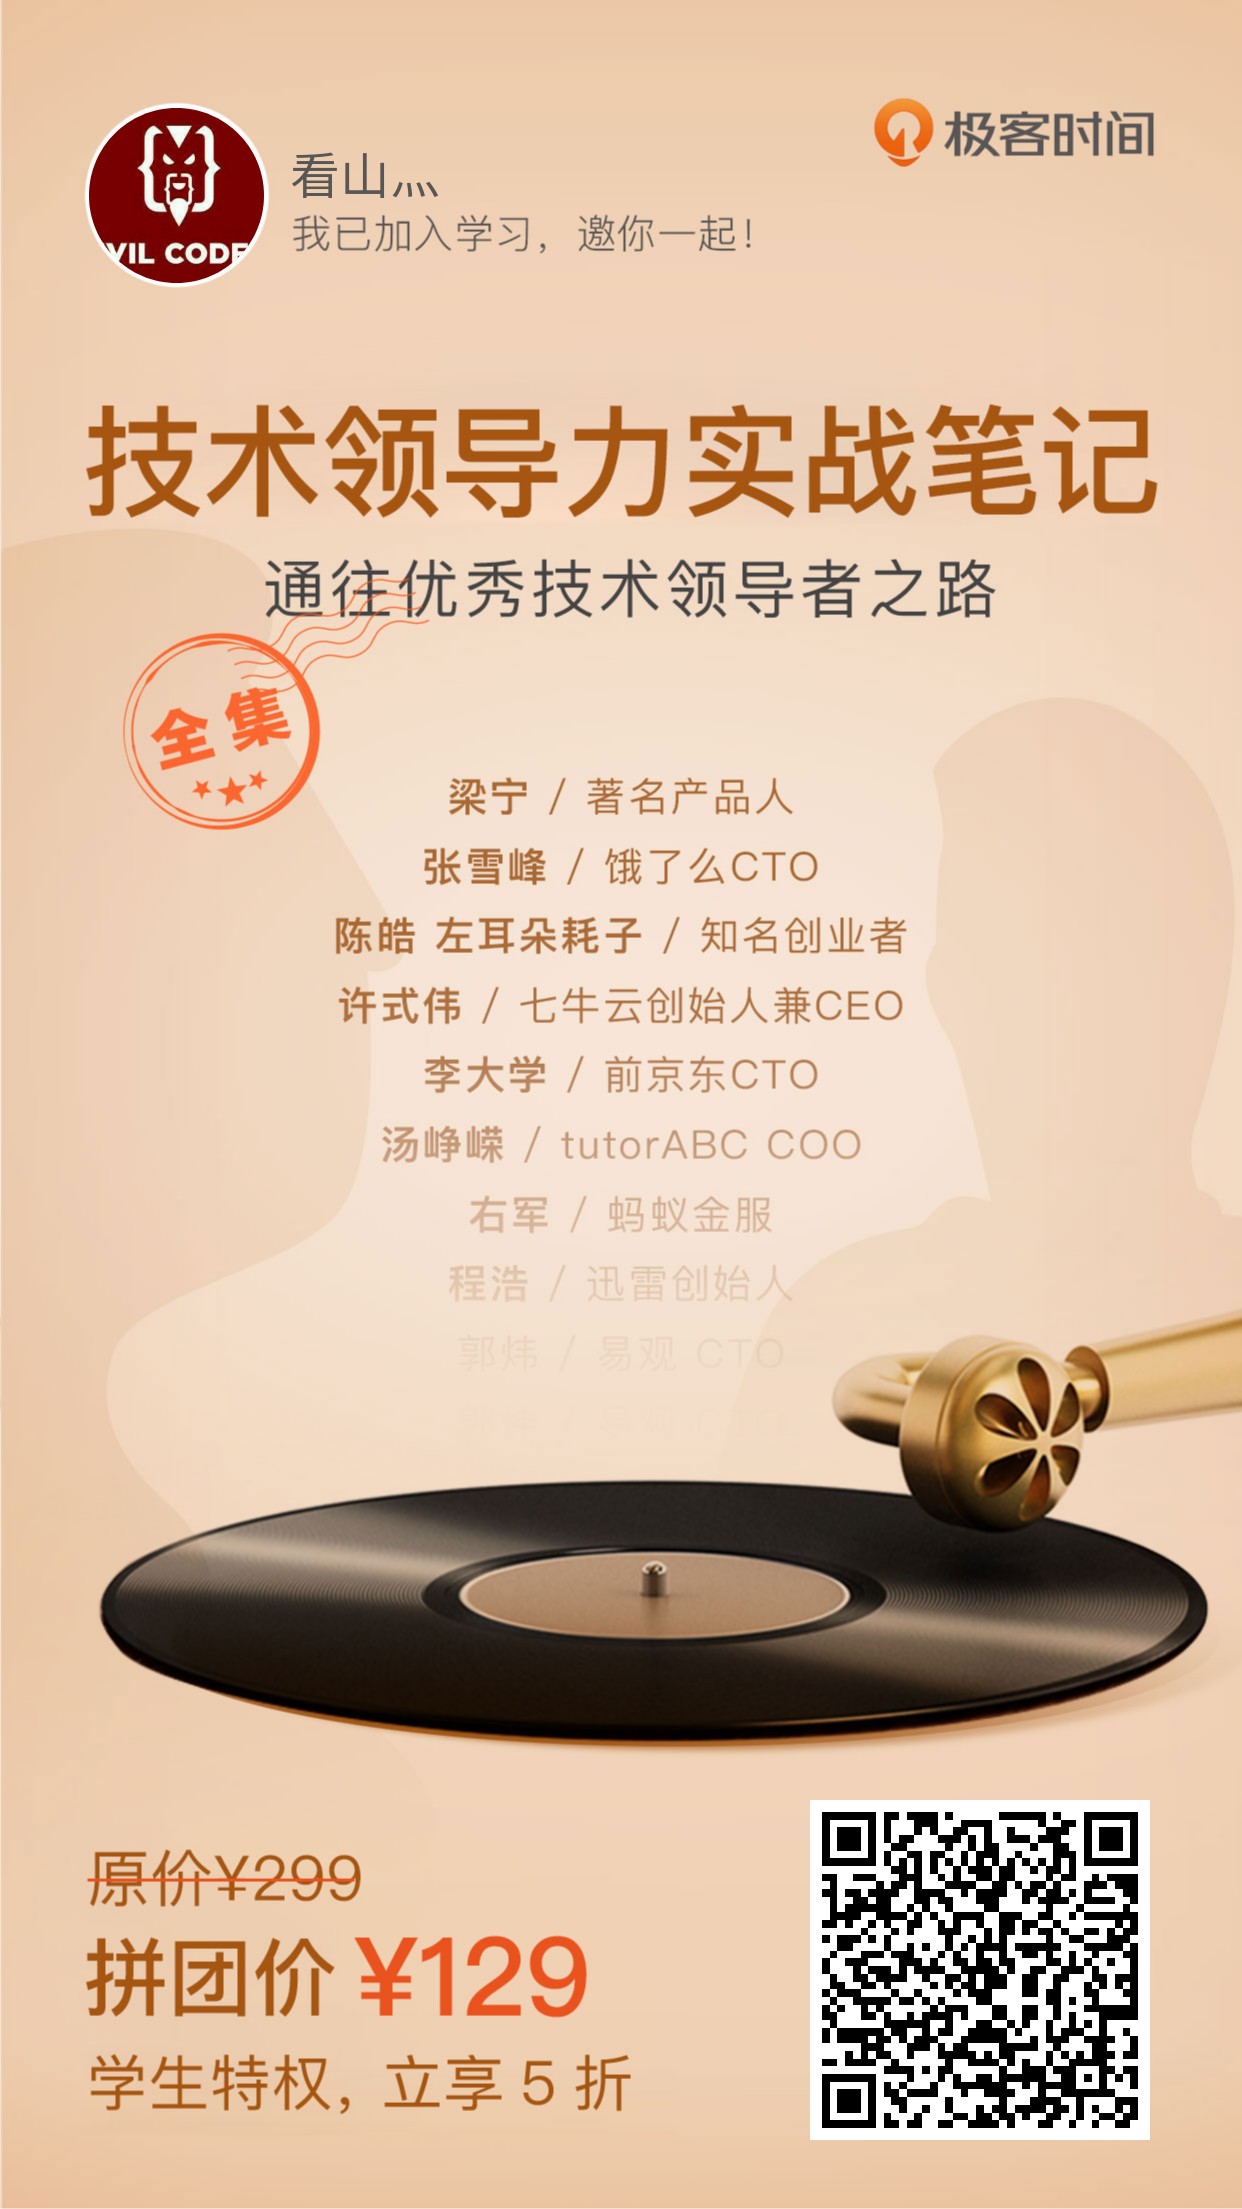 极客时间
VIL CODE
看山灬
我已加入学习，邀你一起！
技术领导力实战笔记
通往优秀技术领导者之路
全集
梁宁 / 著名产品人
张雪峰 / 饿了么CTO
陈皓 左耳朵耗子 / 知名创业者
许式伟 / 七牛云创始人兼CEO
李大学 / 前京东CTO
汤峥嵘 / tutorABC COO
右军 / 蚂蚁金服
程浩 / 迅雷创始人
郭炜 / 易观 CTO
原价¥299
拼团价 ¥129
学生特权，立享 5 折